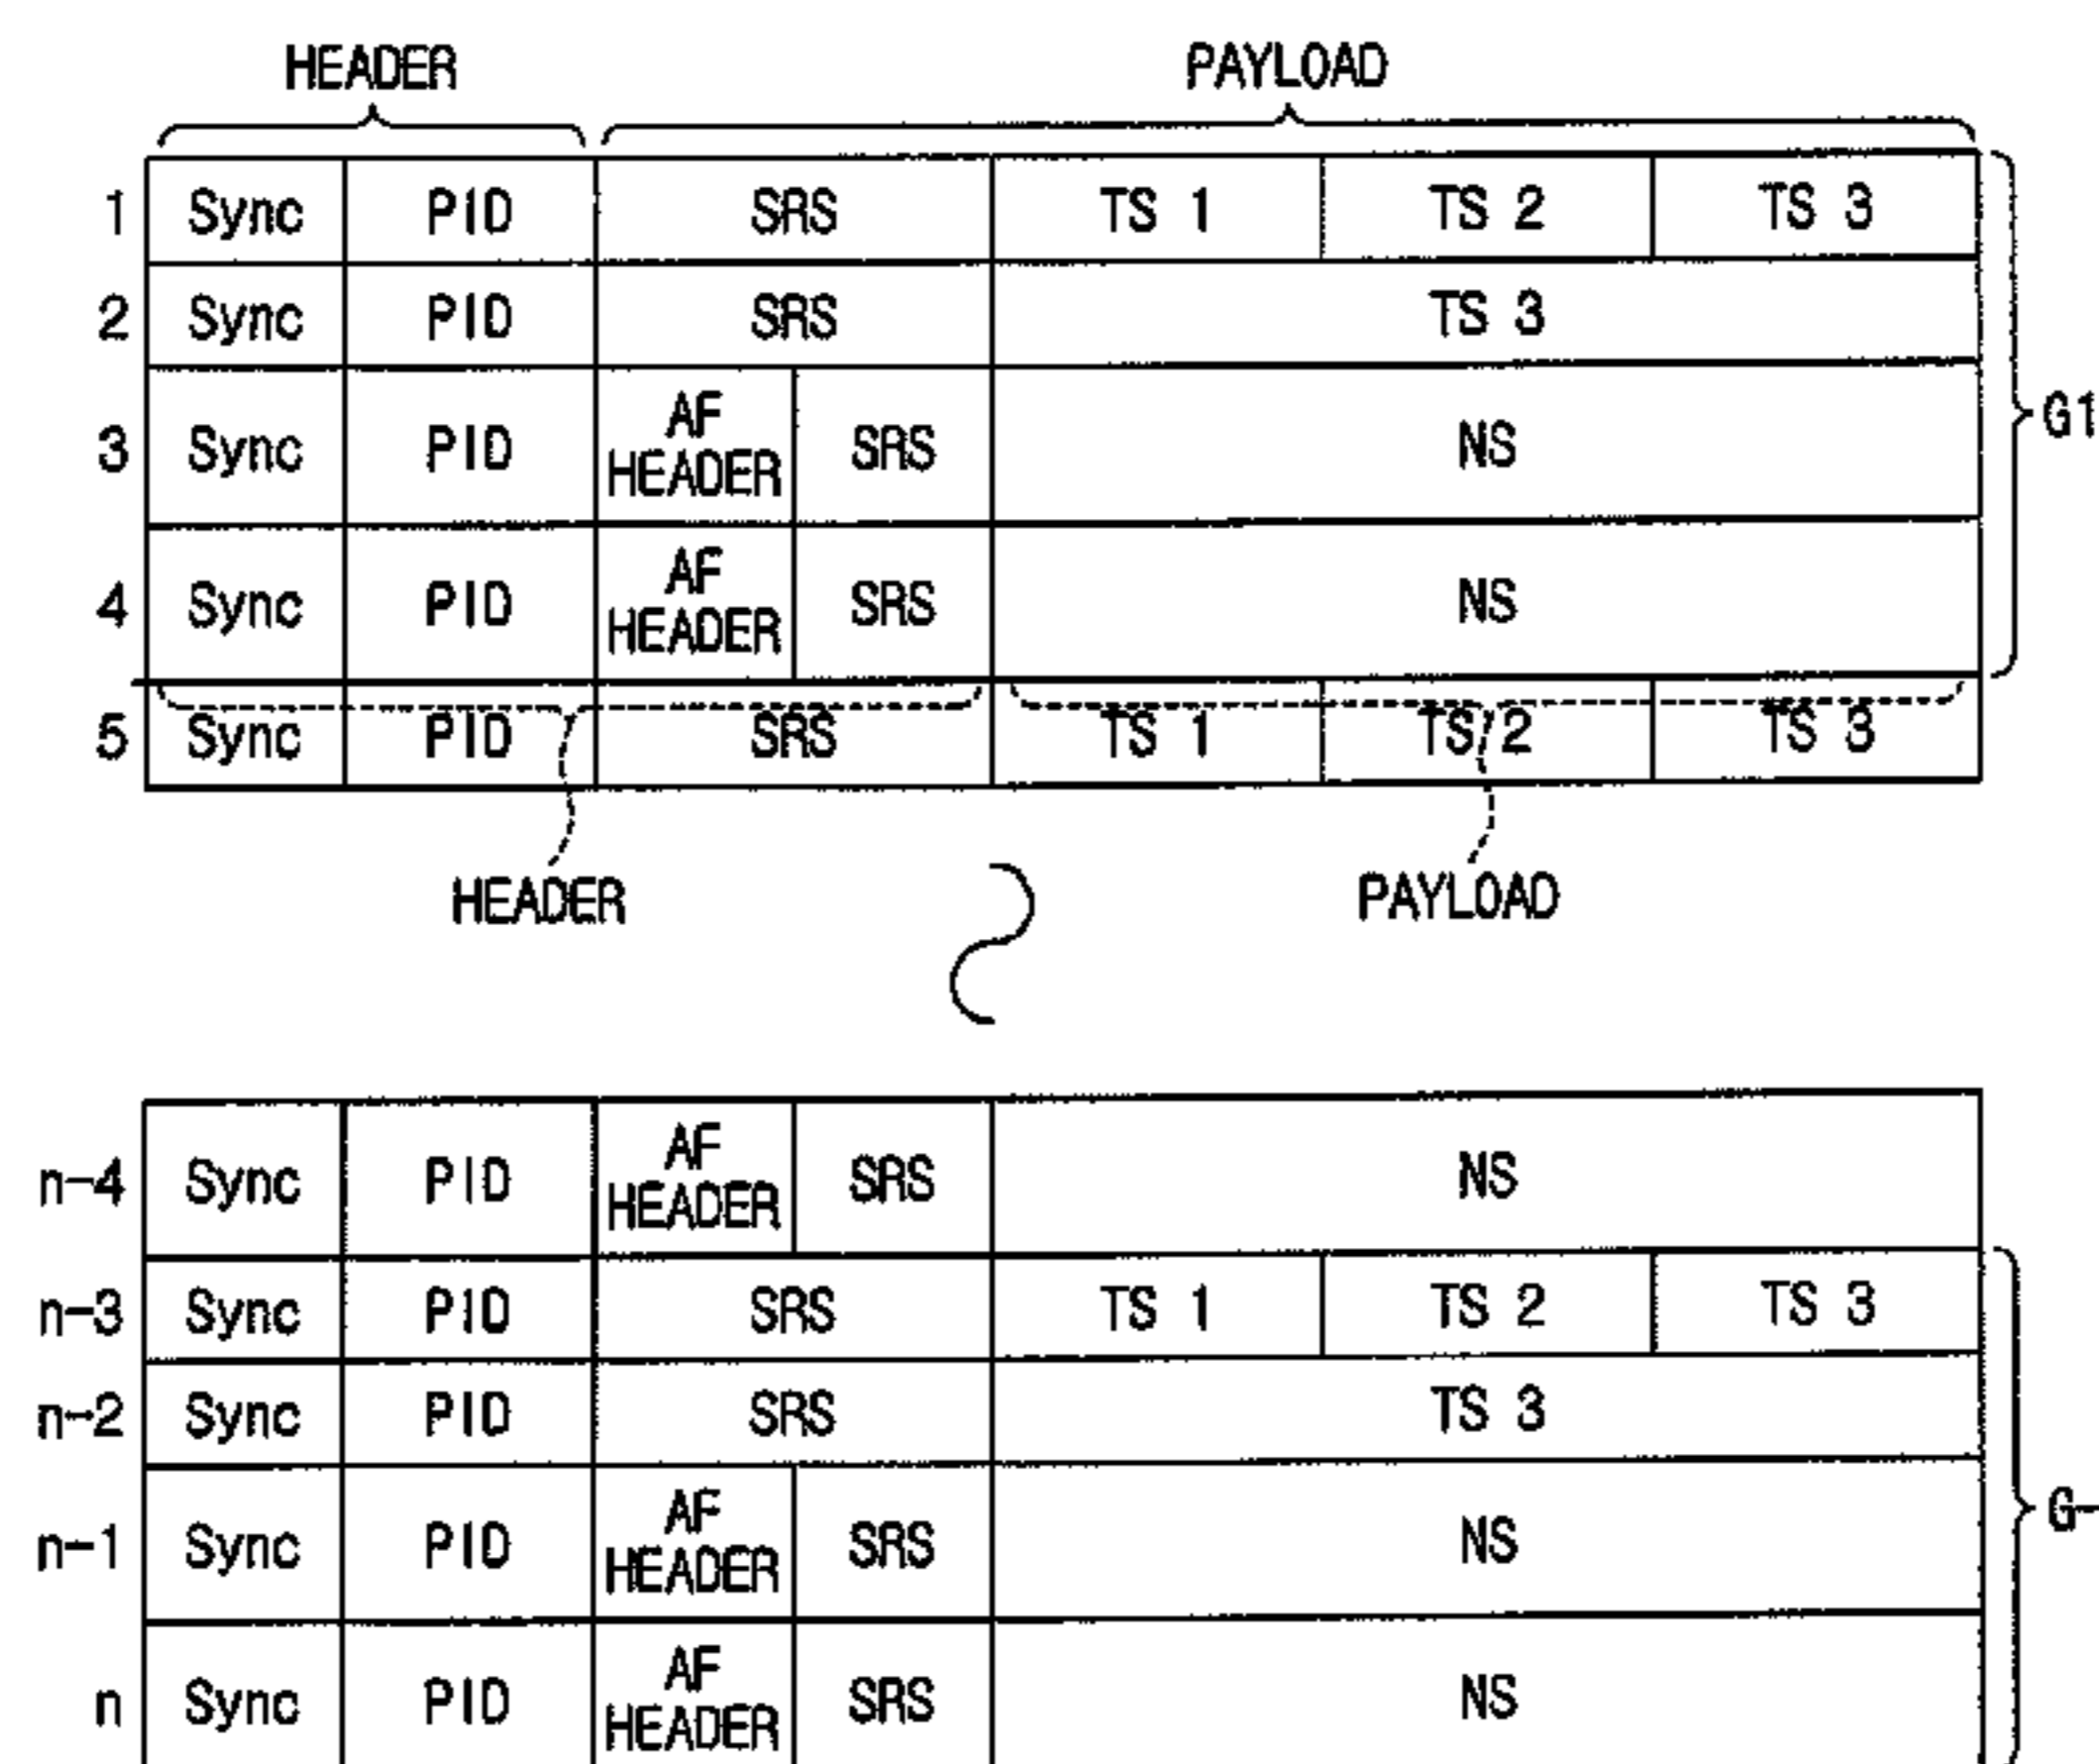 HEADER PAYLOAD
1 Sync PID SRS TS 1 TS 2 TS 3
2 Sync PID SRS TS 3
3 Sync PID AF HEADER SRS NS
G1
4 Sync PID AF HEADER SRS NS
5 Sync PID SRS TS 1 TS 2 TS 3
HEADER PAYLOAD
n-4 Sync PID AF HEADER SRS NS
n-3 Sync PID SRS TS 1 TS 2 TS 3
n-2 Sync PID SRS TS 3
n-1 Sync PID AF HEADER SRS NS
G-
n Sync PID AF HEADER SRS NS